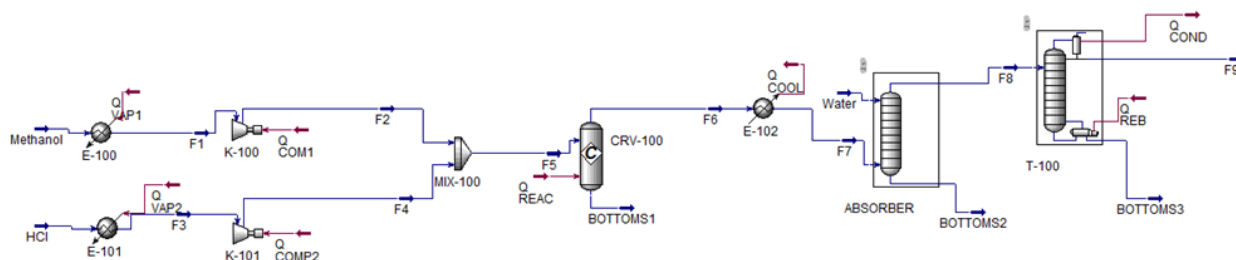 Methanol
E-100
Q
VAP1
F1
K-100
Q
COM1
F2
HCl
E-101
Q
VAP2
F3
K-101
Q
COMP2
F4
MIX-100
F5
Q
REAC
CRV-100
BOTTOMS1
F6
Q
COOL
E-102
F7
Water
ABSORBER
BOTTOMS2
F8
T-100
Q
COND
F9
Q
REB
BOTTOMS3
C